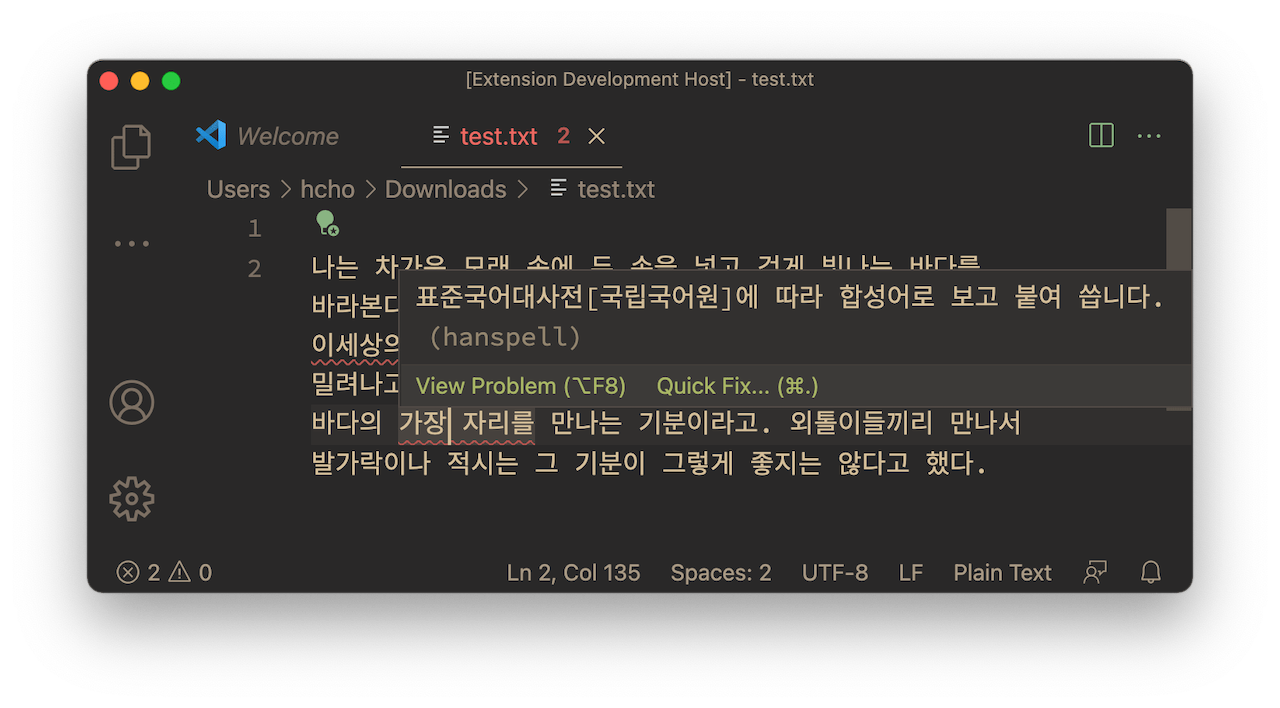 [Extension Development Host] - test.txt
Welcome
test.txt 2
Users > hcho > Downloads > test.txt
1
2
나는 차가운 모래 속에 두 손을 넣고 검게 빛나는 바다를
바라본다
이세상의
밀려나고
표준국어대사전[국립국어원]에 따라 합성어로 보고 붙여 씁니다.
(hanspell)
View Problem (⌥F8) Quick Fix... (⌘.)
바다의 가장 자리를 만나는 기분이라고. 외톨이들끼리 만나서
발가락이나 적시는 그 기분이 그렇게 좋지는 않다고 했다.
2 0
Ln 2, Col 135 Spaces: 2 UTF-8 LF Plain Text